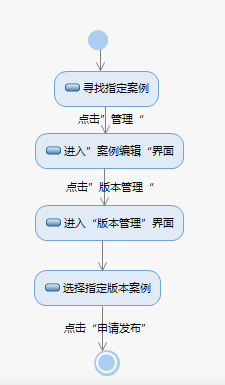 寻找指定案例
点击”管理“
进入”案例编辑“界面
点击”版本管理“
进入“版本管理”界面
选择指定版本案例
点击“申请发布”